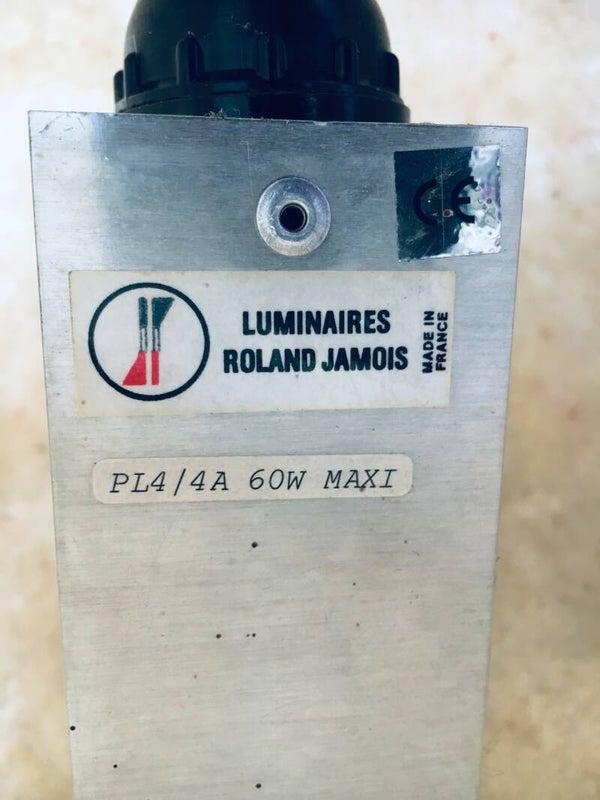 CE
LUMINAIRES
ROLAND JAMOIS
MADE IN
FRANCE
PL4/4A 60W MAXI